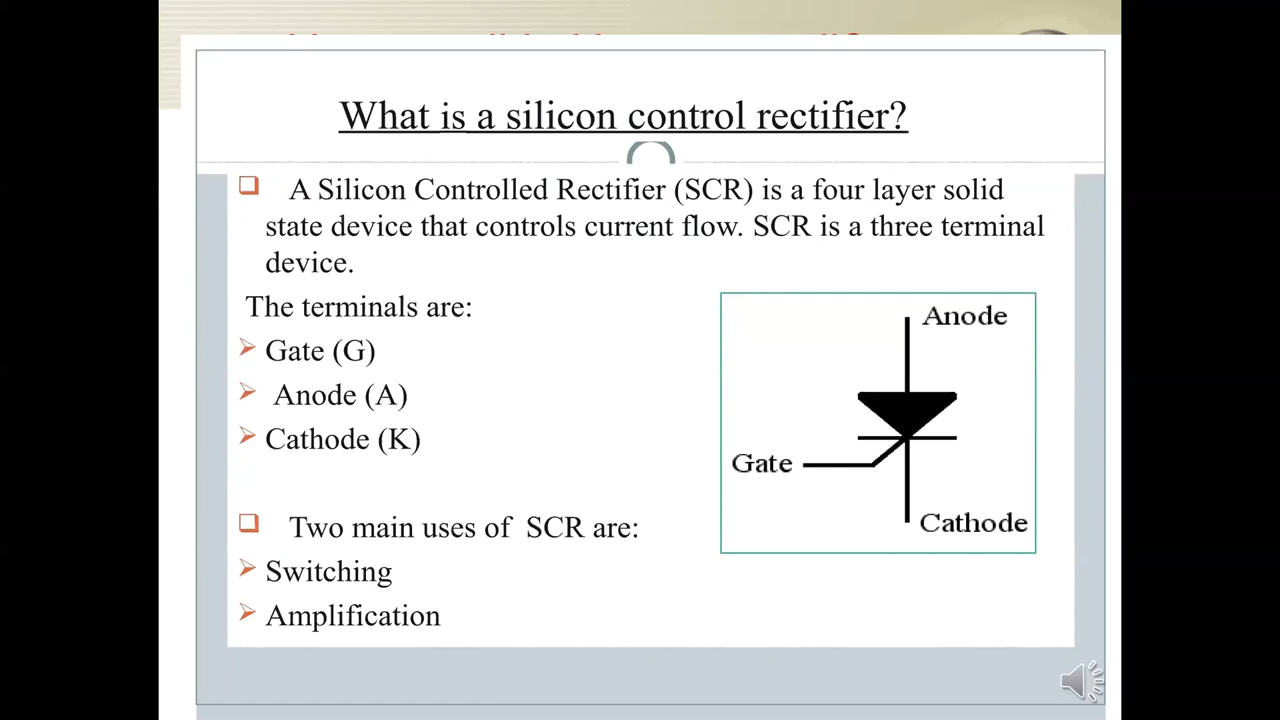 What is a silicon control rectifier?
A Silicon Controlled Rectifier (SCR) is a four layer solid
state device that controls current flow. SCR is a three terminal
device.
The terminals are:
Gate (G)
Anode (A)
Cathode (K)
Anode
Gate
Cathode
Two main uses of SCR are:
Switching
Amplification